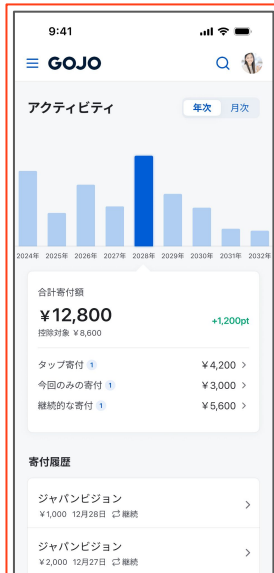 9:41
GOJO
アクティビティ
年次 月次
2024年 2025年 2026年 2027年 2028年 2029年 2030年 2031年 2032年
合計寄付額
¥12,800
+1,200pt
控除対象 ¥8,600
タップ寄付 1 ¥4,200 >
今回のみの寄付 1 ¥3,000 >
継続的な寄付 1 ¥5,600 >
寄付履歴
ジャパンビジョン
¥1,000 12月28日 継続
ジャパンビジョン
¥2,000 12月27日 継続